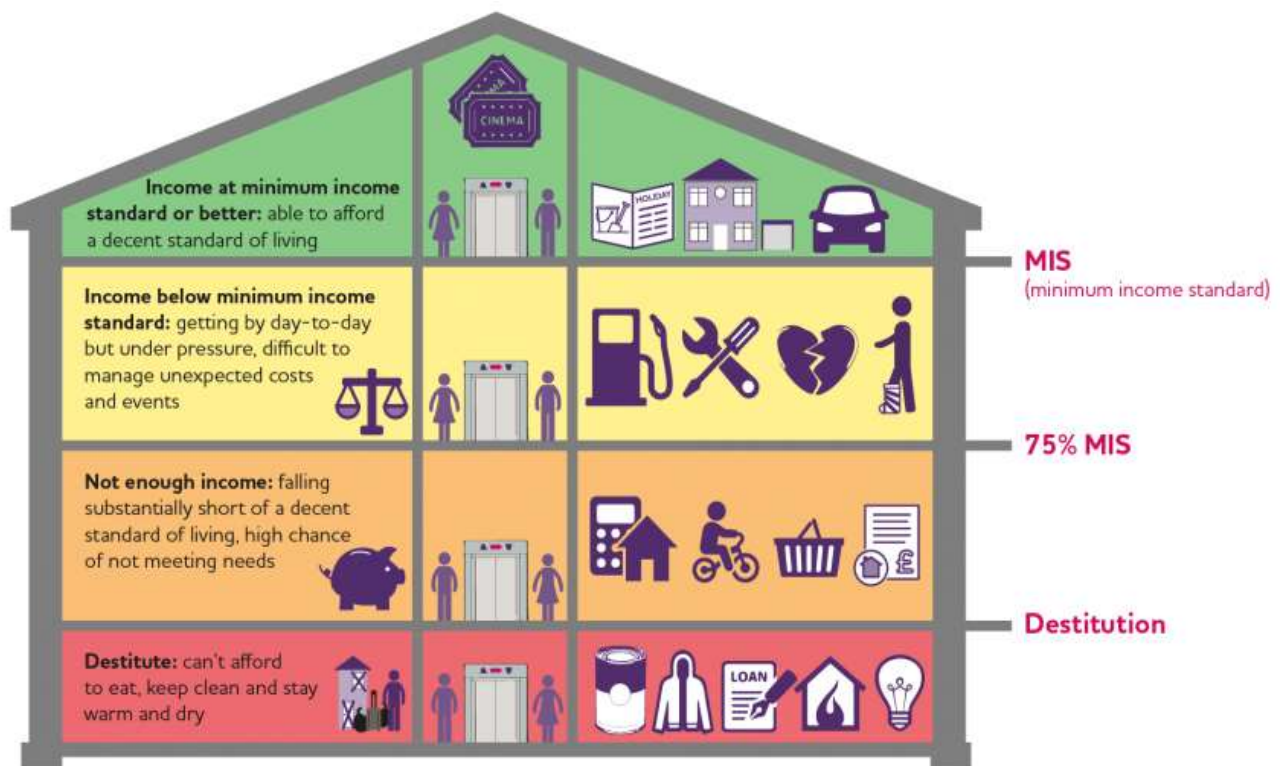 CINEMA
Income at minimum income
standard or better: able to afford
a decent standard of living
HOLIDAY
MIS
(minimum income standard)
Income below minimum income
standard: getting by day-to-day
but under pressure, difficult to
manage unexpected costs
and events
75% MIS
Not enough income: falling
substantially short of a decent
standard of living, high chance
of not meeting needs
£
Destitution
Destitute: can't afford
to eat, keep clean and stay
warm and dry
LOAN